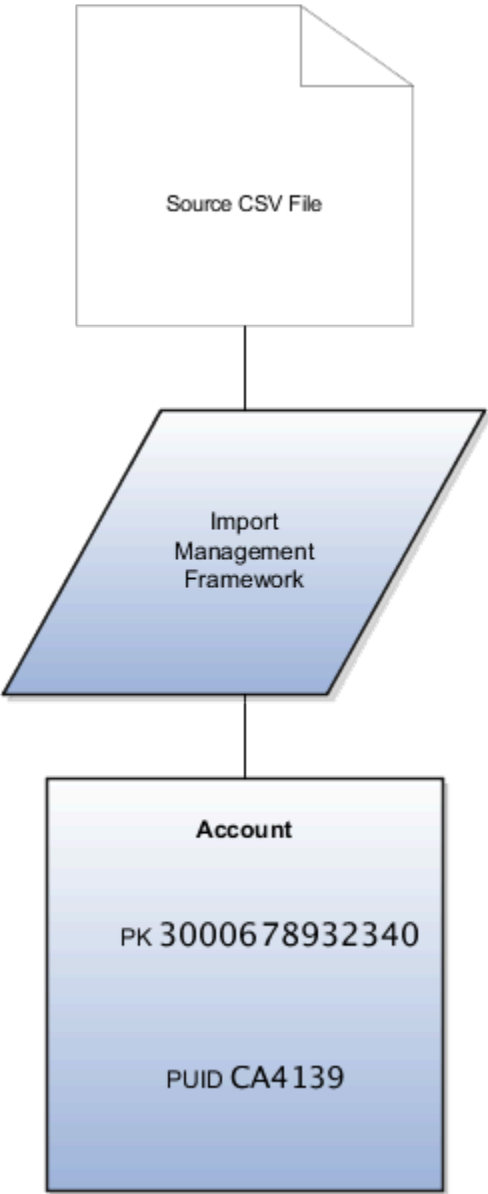 Source CSV File
Import
Management
Framework
Account
PK 3000678932340
PUID CA4139